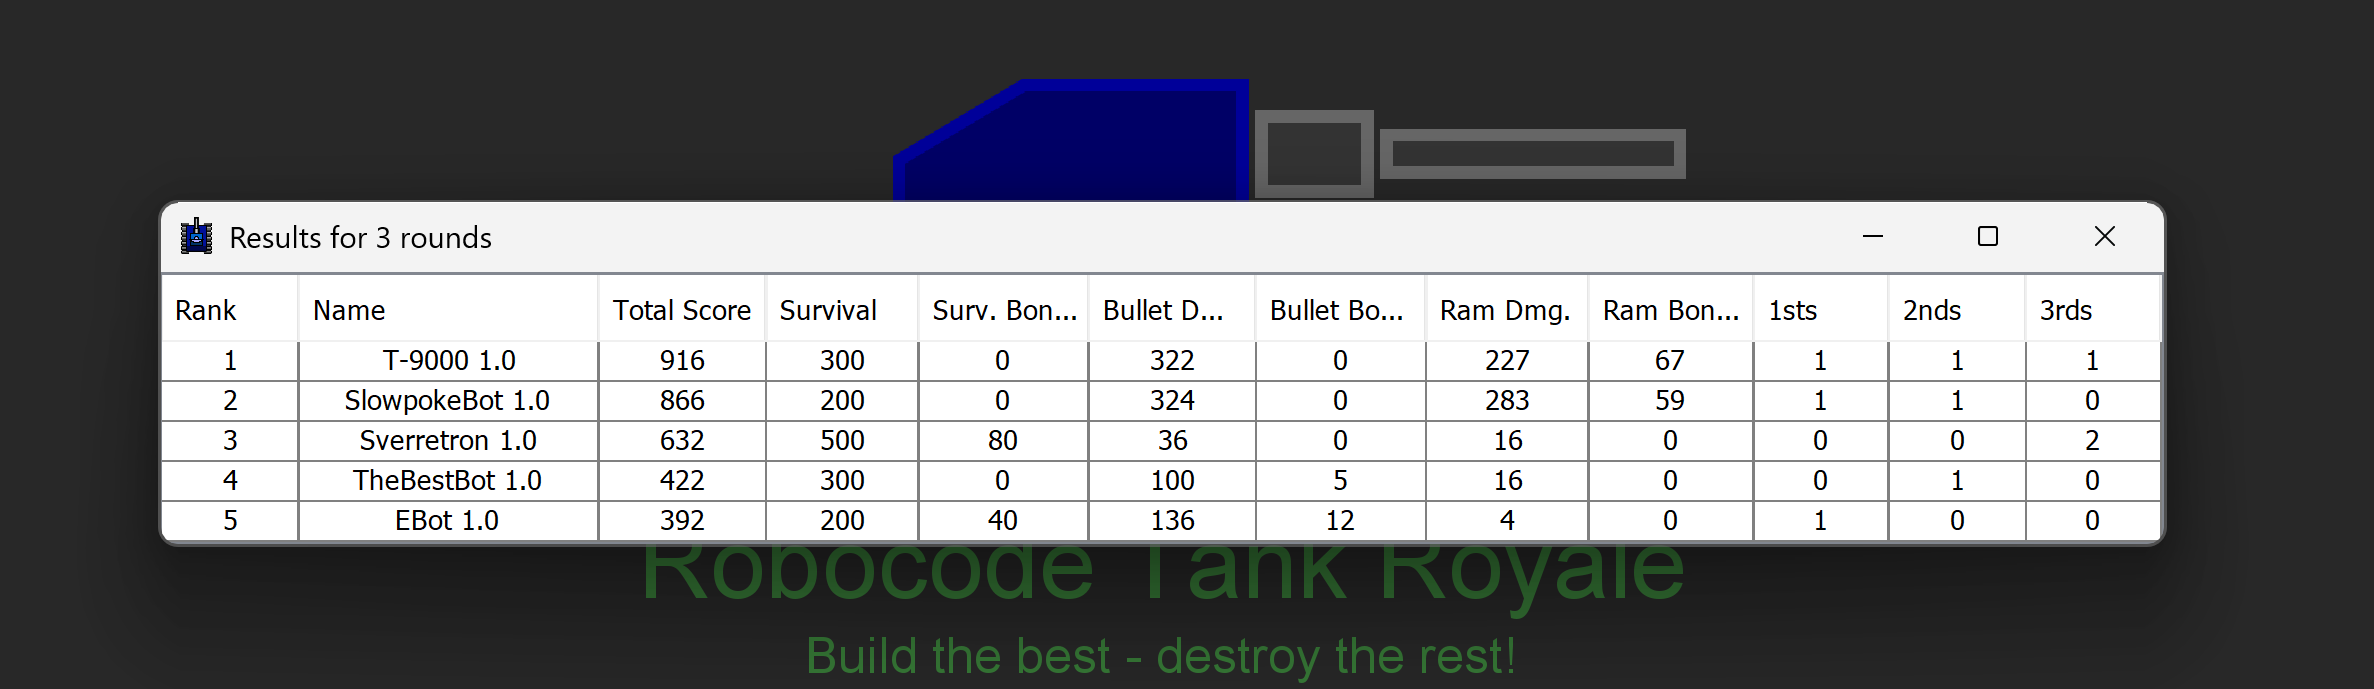 Results for 3 rounds
Rank Name Total Score Survival Surv. Bon... Bullet D... Bullet Bo... Ram Dmg. Ram Bon... 1sts 2nds 3rds
1 T-9000 1.0 916 300 0 322 0 227 67 1 1 1
2 SlowpokeBot 1.0 866 200 0 324 0 283 59 1 1 0
3 Sverretron 1.0 632 500 80 36 0 16 0 0 0 2
4 TheBestBot 1.0 422 300 0 100 5 16 0 0 1 0
5 EBot 1.0 392 200 40 136 12 4 0 1 0 0
Robocode Tank Royale
Build the best - destroy the rest!